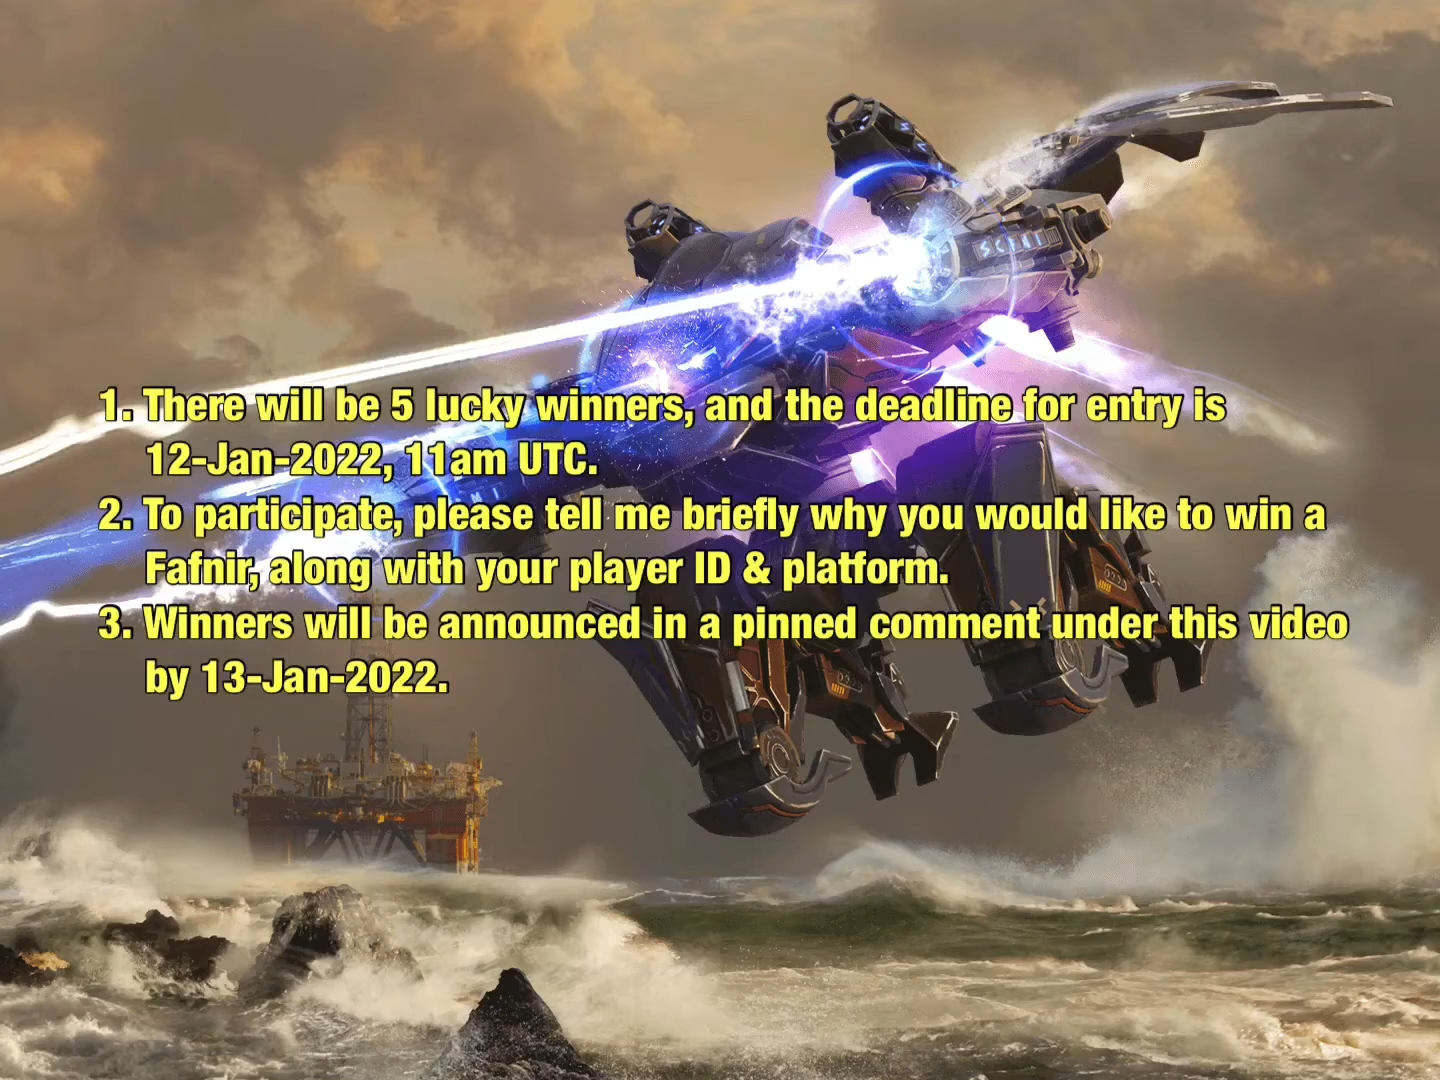 1. There will be 5 lucky winners, and the deadline for entry is
12-Jan-2022, 11am UTC.
2. To participate, please tell me briefly why you would like to win a
Fafnir, along with your player ID & platform.
3. Winners will be announced in a pinned comment under this video
by 13-Jan-2022.